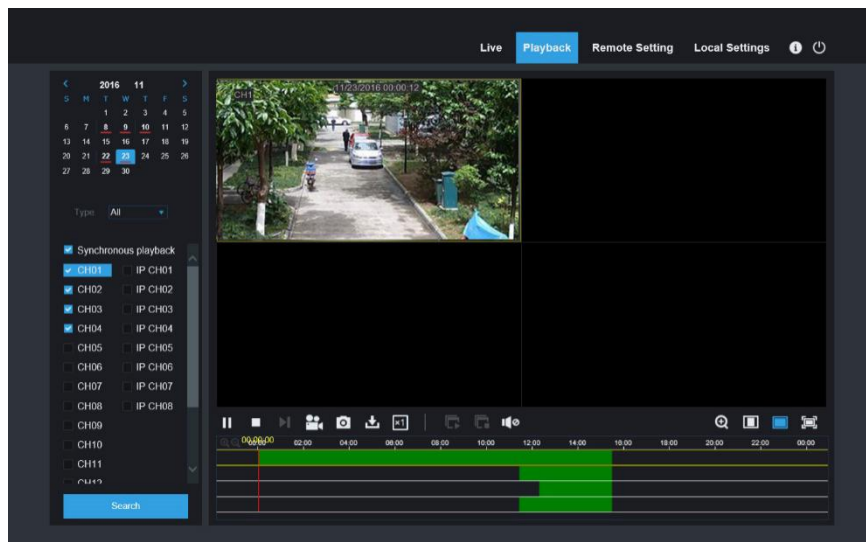 Live Playback Remote Setting Local Settings
2016 11
S M T W T F S
1 2 3 4 5
6 7 8 9 10 11 12
13 14 15 16 17 18 19
20 21 22 23 24 25 26
27 28 29 30
Type All
Synchronous playback
CH01 IP CH01
CH02 IP CH02
CH03 IP CH03
CH04 IP CH04
CH05 IP CH05
CH06 IP CH06
CH07 IP CH07
CH08 IP CH08
CH09
CH10
CH11
CH12
Search
CH1 11/23/2016 00:00:12
×1
00:00:00 02:00 04:00 06:00 08:00 10:00 12:00 14:00 16:00 18:00 20:00 22:00 00:00